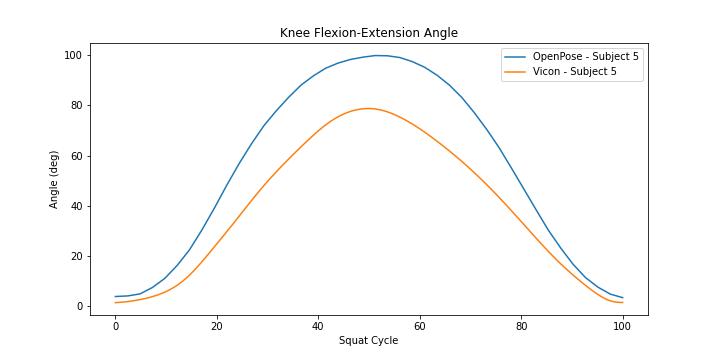 Knee Flexion-Extension Angle
OpenPose - Subject 5
Vicon - Subject 5
Angle (deg)
100
80
60
40
20
0
0 20 40 60 80 100
Squat Cycle